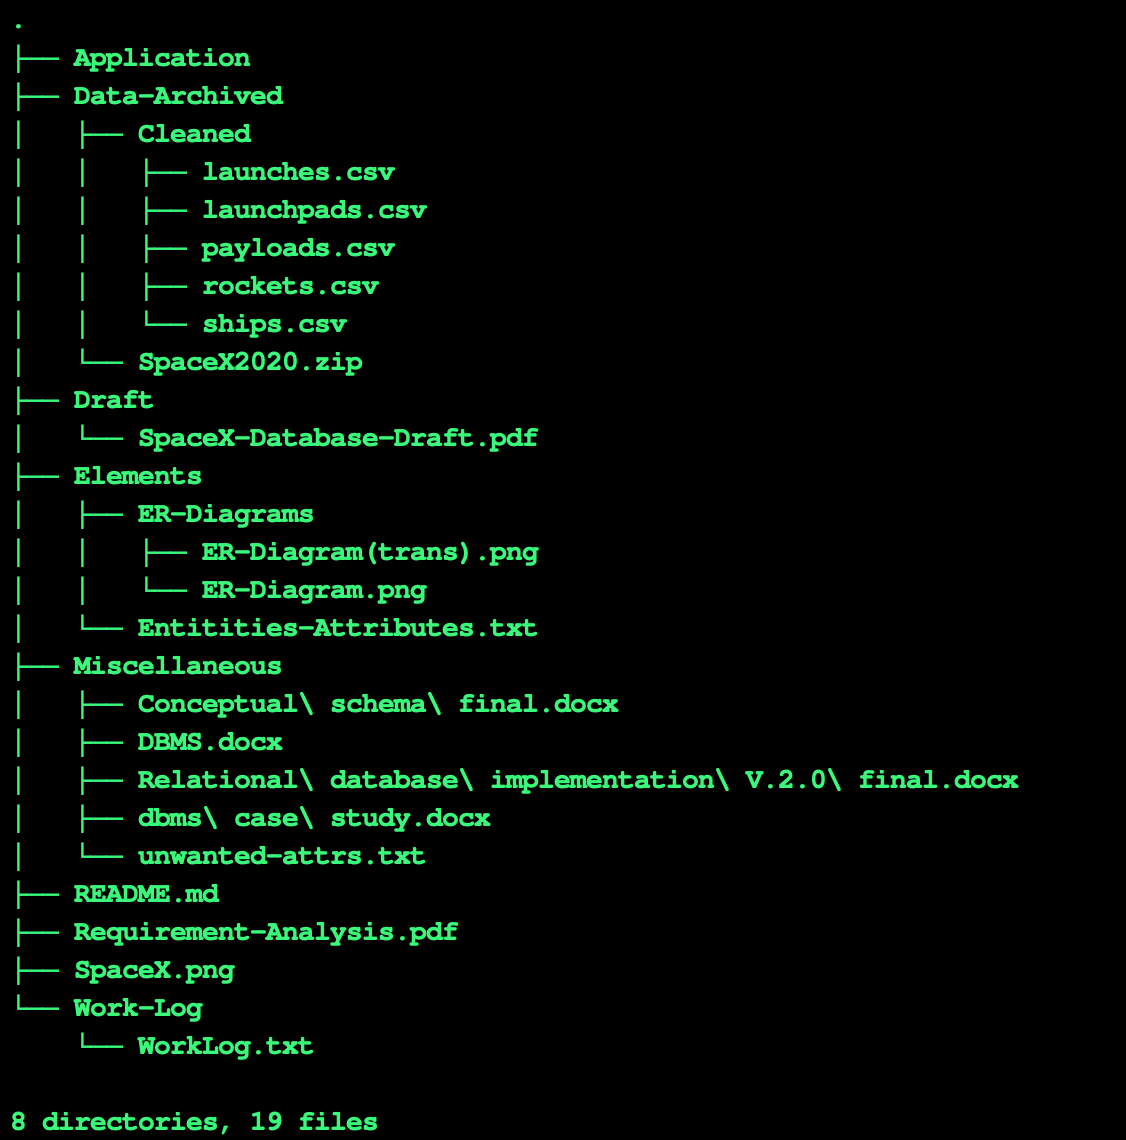 .
├── Application
├── Data-Archived
│   ├── Cleaned
│   │   ├── launches.csv
│   │   ├── launchpads.csv
│   │   ├── payloads.csv
│   │   ├── rockets.csv
│   │   └── ships.csv
│   └── SpaceX2020.zip
├── Draft
│   └── SpaceX-Database-Draft.pdf
├── Elements
│   ├── ER-Diagrams
│   │   ├── ER-Diagram(trans).png
│   │   └── ER-Diagram.png
│   └── Entitities-Attributes.txt
├── Miscellaneous
│   ├── Conceptual\ schema\ final.docx
│   ├── DBMS.docx
│   ├── Relational\ database\ implementation\ V.2.0\ final.docx
│   ├── dbms\ case\ study.docx
│   └── unwanted-attrs.txt
├── README.md
├── Requirement-Analysis.pdf
├── SpaceX.png
└── Work-Log
    └── WorkLog.txt

8 directories, 19 files